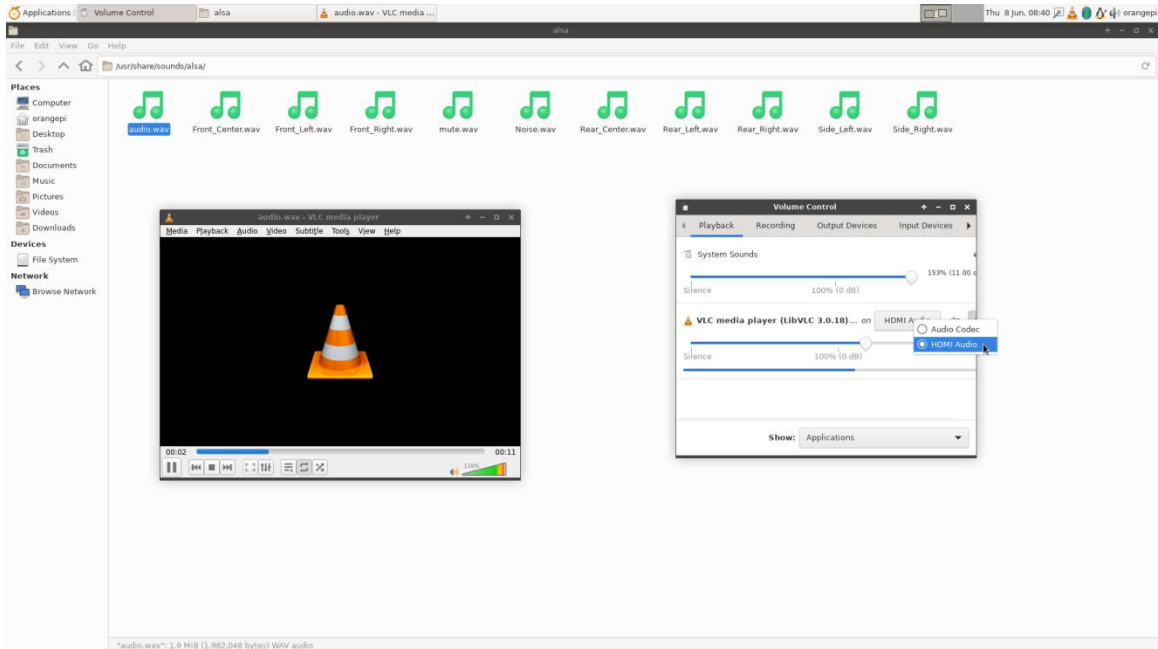 Applications
Volume Control
alsa
audio.wav - VLC media ...
Thu 8 Jun, 08:40
orangepi
alsa
File Edit View Go Help
/usr/share/sounds/alsa/
Places
Computer
orangepi
Desktop
Trash
Documents
Music
Pictures
Videos
Downloads
Devices
File System
Network
Browse Network
audio.wav Front_Center.wav Front_Left.wav Front_Right.wav mute.wav Noise.wav Rear_Center.wav Rear_Left.wav Rear_Right.wav Side_Left.wav Side_Right.wav
audio.wav - VLC media player
Media Playback Audio Video Subtitle Tools View Help
00:02 00:11
119%
Volume Control
Playback Recording Output Devices Input Devices
System Sounds
153% (11.00
Silence 100% (0 dB)
VLC media player (LibVLC 3.0.18)... on HDMI
Audio Codec
HDMI Audio
Silence 100% (0 dB)
Show: Applications
"audio.wav": 1.9 MiB (1,982,048 bytes) WAV audio